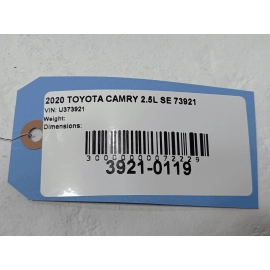 2020 TOYOTA CAMRY 2.5L SE 73921
VIN: U373921
Weight:
Dimensions:
3000000072229
3921-0119